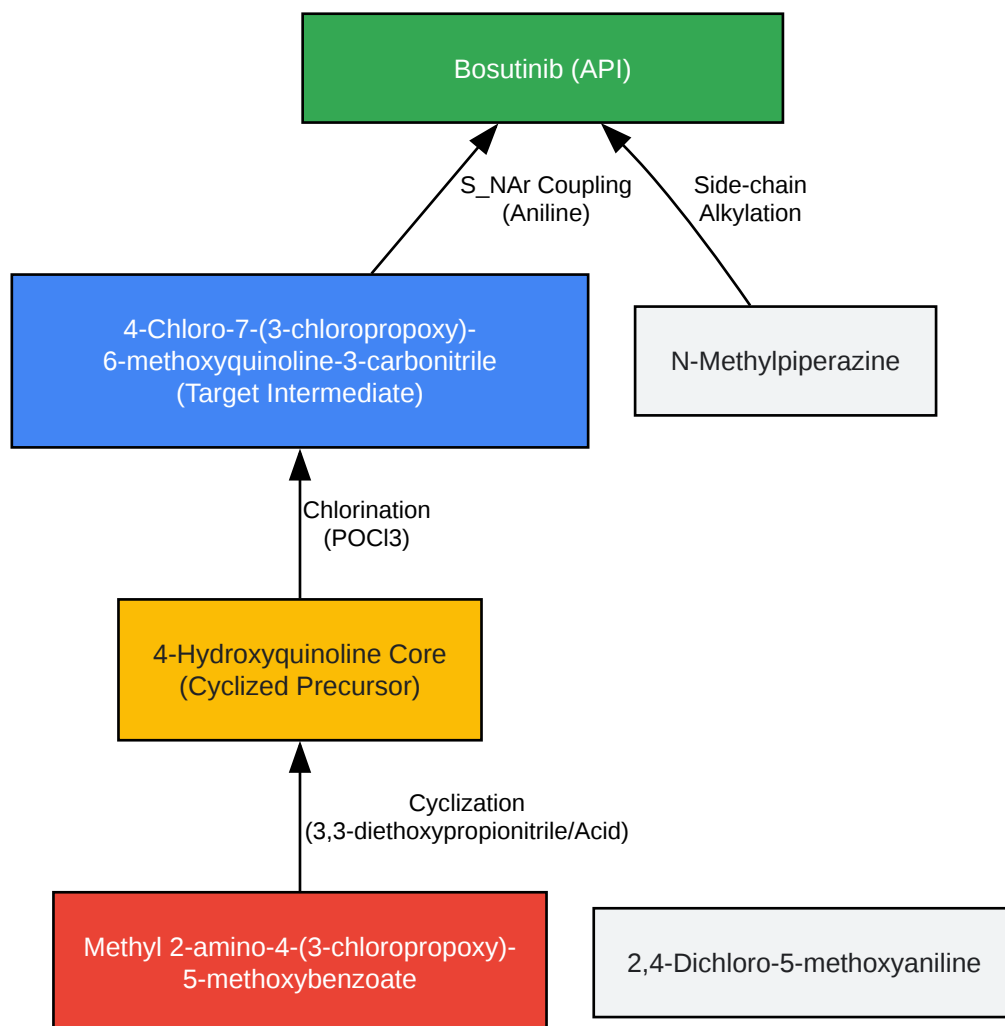 Bosutinib (API)
S_NAr Coupling
(Aniline)
Side-chain
Alkylation
4-Chloro-7-(3-chloropropoxy)-
6-methoxyquinoline-3-carbonitrile
(Target Intermediate)
N-Methylpiperazine
Chlorination
(POCl3)
4-Hydroxyquinoline Core
(Cyclized Precursor)
Cyclization
(3,3-diethoxypropionitrile/Acid)
Methyl 2-amino-4-(3-chloropropoxy)-
5-methoxybenzoate
2,4-Dichloro-5-methoxyaniline